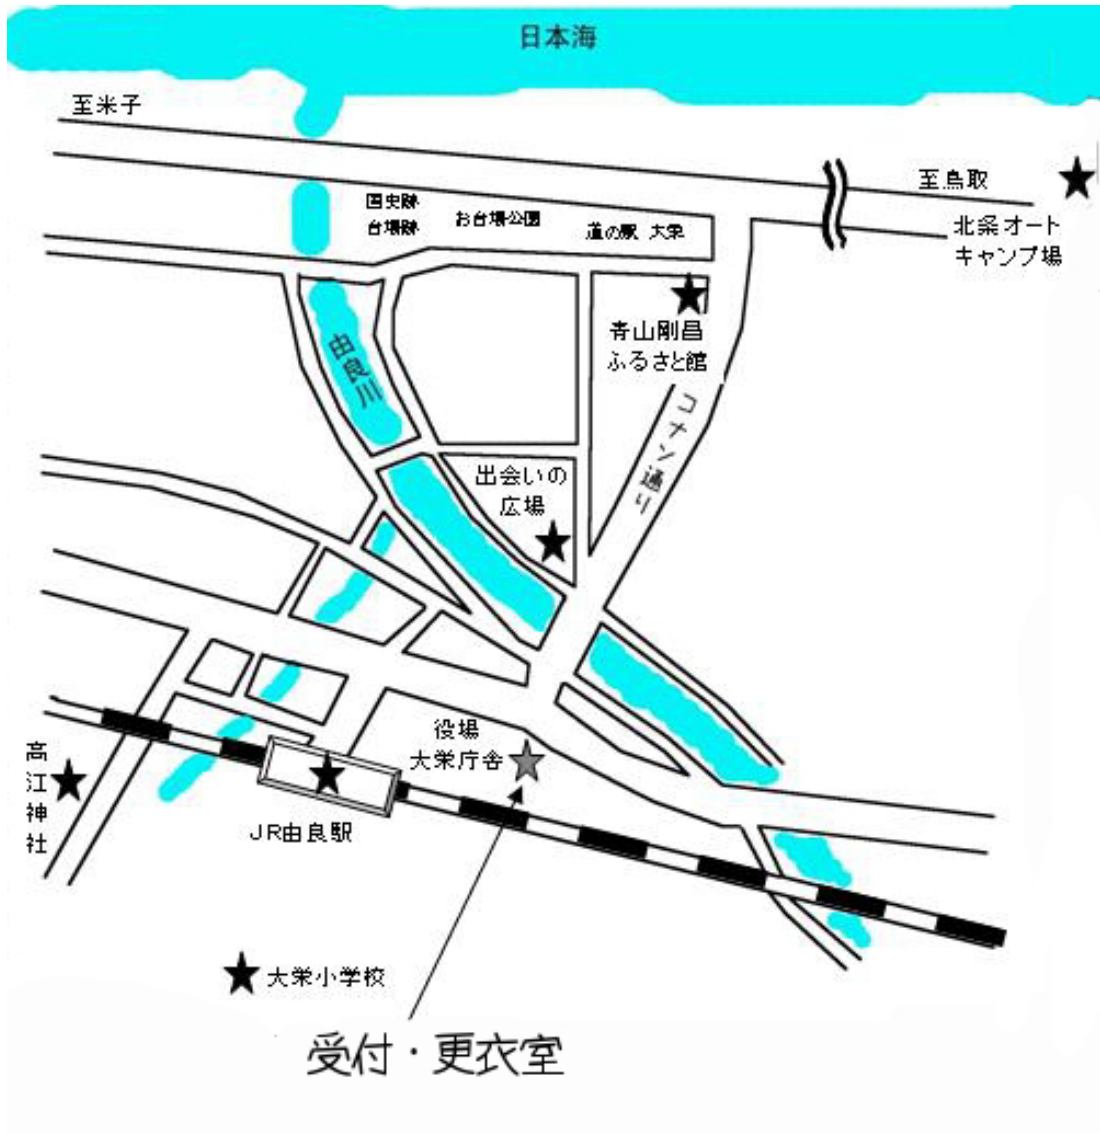 日本海
至米子
至鳥取
国史跡
台場跡
お台場公園
道の駅 大栄
北条オート
キャンプ場
青山剛昌
ふるさと館
由良川
コナン通り
出会いの
広場
役場
大栄庁舎
高江神社
JR由良駅
大栄小学校
受付・更衣室